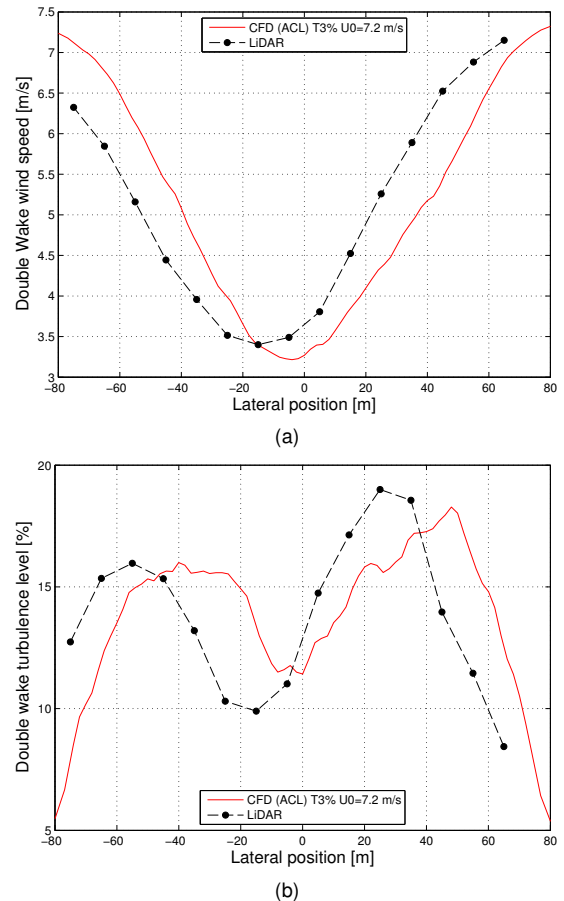 7.5
CFD (ACL) T3% U0=7.2 m/s
LiDAR
7
6.5
6
5.5
5
4.5
4
3.5
3
Double Wake wind speed [m/s]
−80 −60 −40 −20 0 20 40 60 80
Lateral position [m]
(a)
20
15
10
5
Double wake turbulence level [%]
CFD (ACL) T3% U0=7.2 m/s
LiDAR
−80 −60 −40 −20 0 20 40 60 80
Lateral position [m]
(b)